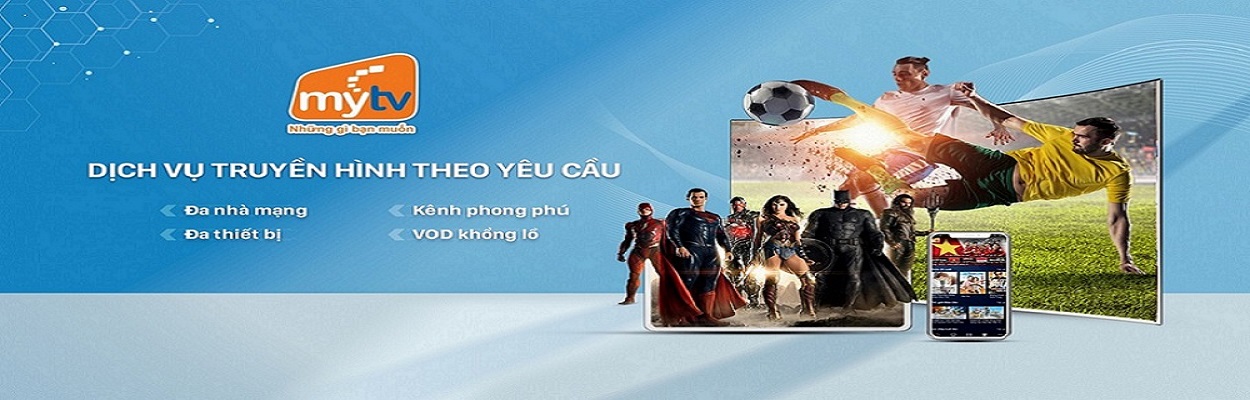 mytv
Những gì bạn muốn
DỊCH VỤ TRUYỀN HÌNH THEO YÊU CẦU
Đa nhà mạng
Kênh phong phú
Đa thiết bị
VOD khổng lồ